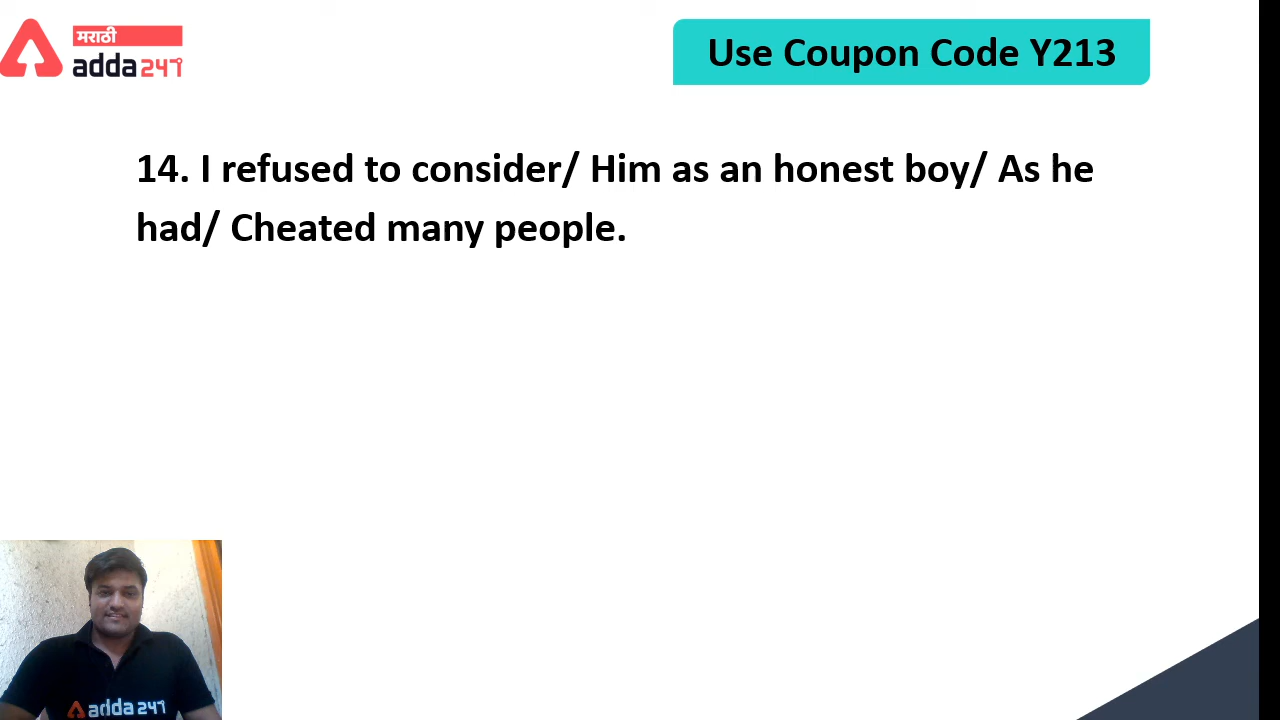 मराठी
adda247
Use Coupon Code Y213
14. I refused to consider/ Him as an honest boy/ As he
had/ Cheated many people.
adda247